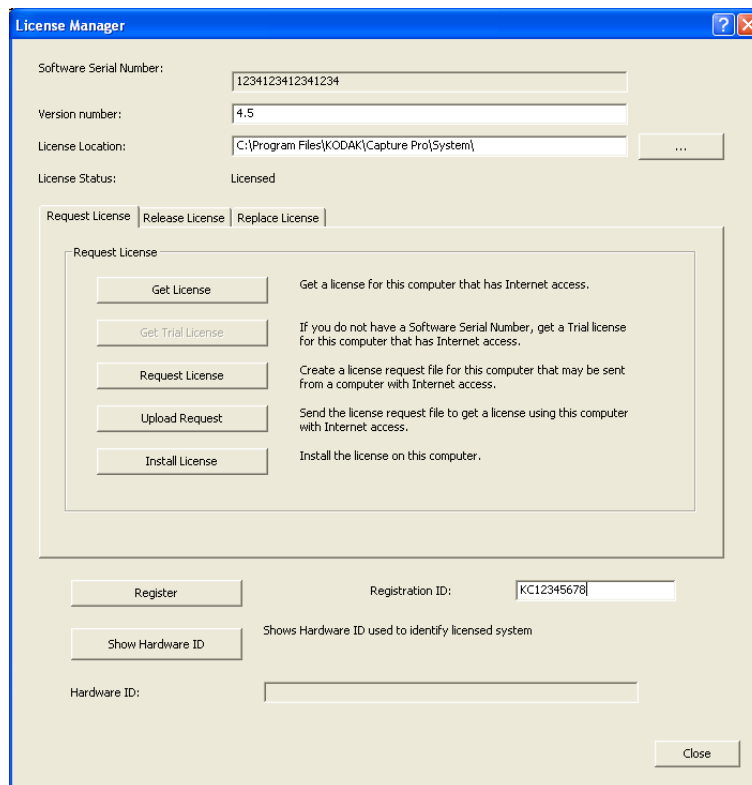 License Manager
Software Serial Number:
1234123412341234
Version number:
4.5
License Location:
C:\Program Files\KODAK\Capture Pro\System\
...
License Status:
Licensed
Request License
Release License
Replace License
Request License
Get License
Get a license for this computer that has Internet access.
Get Trial License
If you do not have a Software Serial Number, get a Trial license
for this computer that has Internet access.
Request License
Create a license request file for this computer that may be sent
from a computer with Internet access.
Upload Request
Send the license request file to get a license using this computer
with Internet access.
Install License
Install the license on this computer.
Register
Registration ID:
KC12345678
Show Hardware ID
Shows Hardware ID used to identify licensed system
Hardware ID:
Close